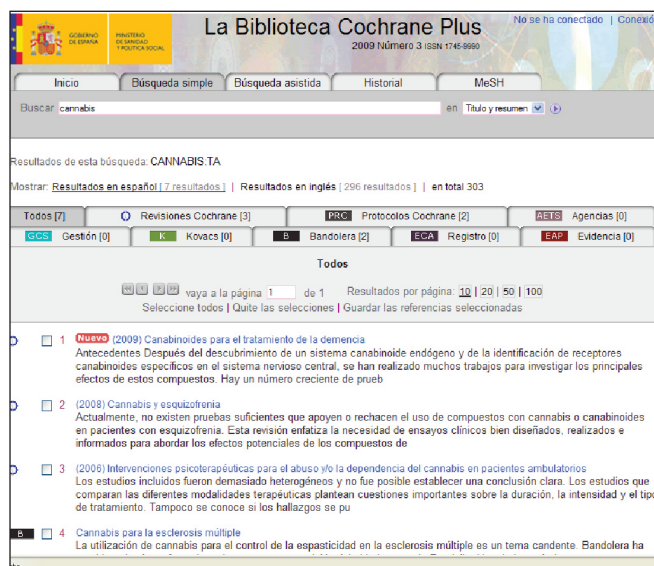 GOBIERNO DE ESPAÑA
MINISTERIO DE SANIDAD Y POLÍTICA SOCIAL
La Biblioteca Cochrane Plus
2009 Número 3 ISSN 1745-9990
No se ha conectado | Conexió
Inicio Búsqueda simple Búsqueda asistida Historial MeSH
Buscar cannabis en Título y resumen
Resultados de esta búsqueda: CANNABIS:TA
Mostrar: Resultados en español [ 7 resultados ] | Resultados en inglés [ 296 resultados ] | en total 303
Todos [7] Revisiones Cochrane [3] PRC Protocolos Cochrane [2] AETS Agencias [0]
GCS Gestión [0] K Kovacs [0] B Bandolera [2] ECA Registro [0] EAP Evidencia [0]
Todos
vaya a la página 1 de 1 Resultados por página: 10 | 20 | 50 | 100
Seleccione todos | Quite las selecciones | Guardar las referencias seleccionadas
1 Nuevo (2009) Canabinoides para el tratamiento de la demencia
Antecedentes Después del descubrimiento de un sistema canabinoide endógeno y de la identificación de receptores
canabinoides específicos en el sistema nervioso central, se han realizado muchos trabajos para investigar los principales
efectos de estos compuestos. Hay un número creciente de prueb
2 (2008) Cannabis y esquizofrenia
Actualmente, no existen pruebas suficientes que apoyen o rechacen el uso de compuestos con cannabis o canabinoides
en pacientes con esquizofrenia. Esta revisión enfatiza la necesidad de ensayos clínicos bien diseñados, realizados e
informados para abordar los efectos potenciales de los compuestos de
3 (2006) Intervenciones psicoterapéuticas para el abuso y/o la dependencia del cannabis en pacientes ambulatorios
Los estudios incluidos fueron demasiado heterogéneos y no fue posible establecer una conclusión clara. Los estudios que
comparan las diferentes modalidades terapéuticas plantean cuestiones importantes sobre la duración, la intensidad y el tipo
de tratamiento. Tampoco se conoce si los hallazgos se pu
B 4 Cannabis para la esclerosis múltiple
La utilización de cannabis para el control de la espasticidad en la esclerosis múltiple es un tema candente. Bandolera ha